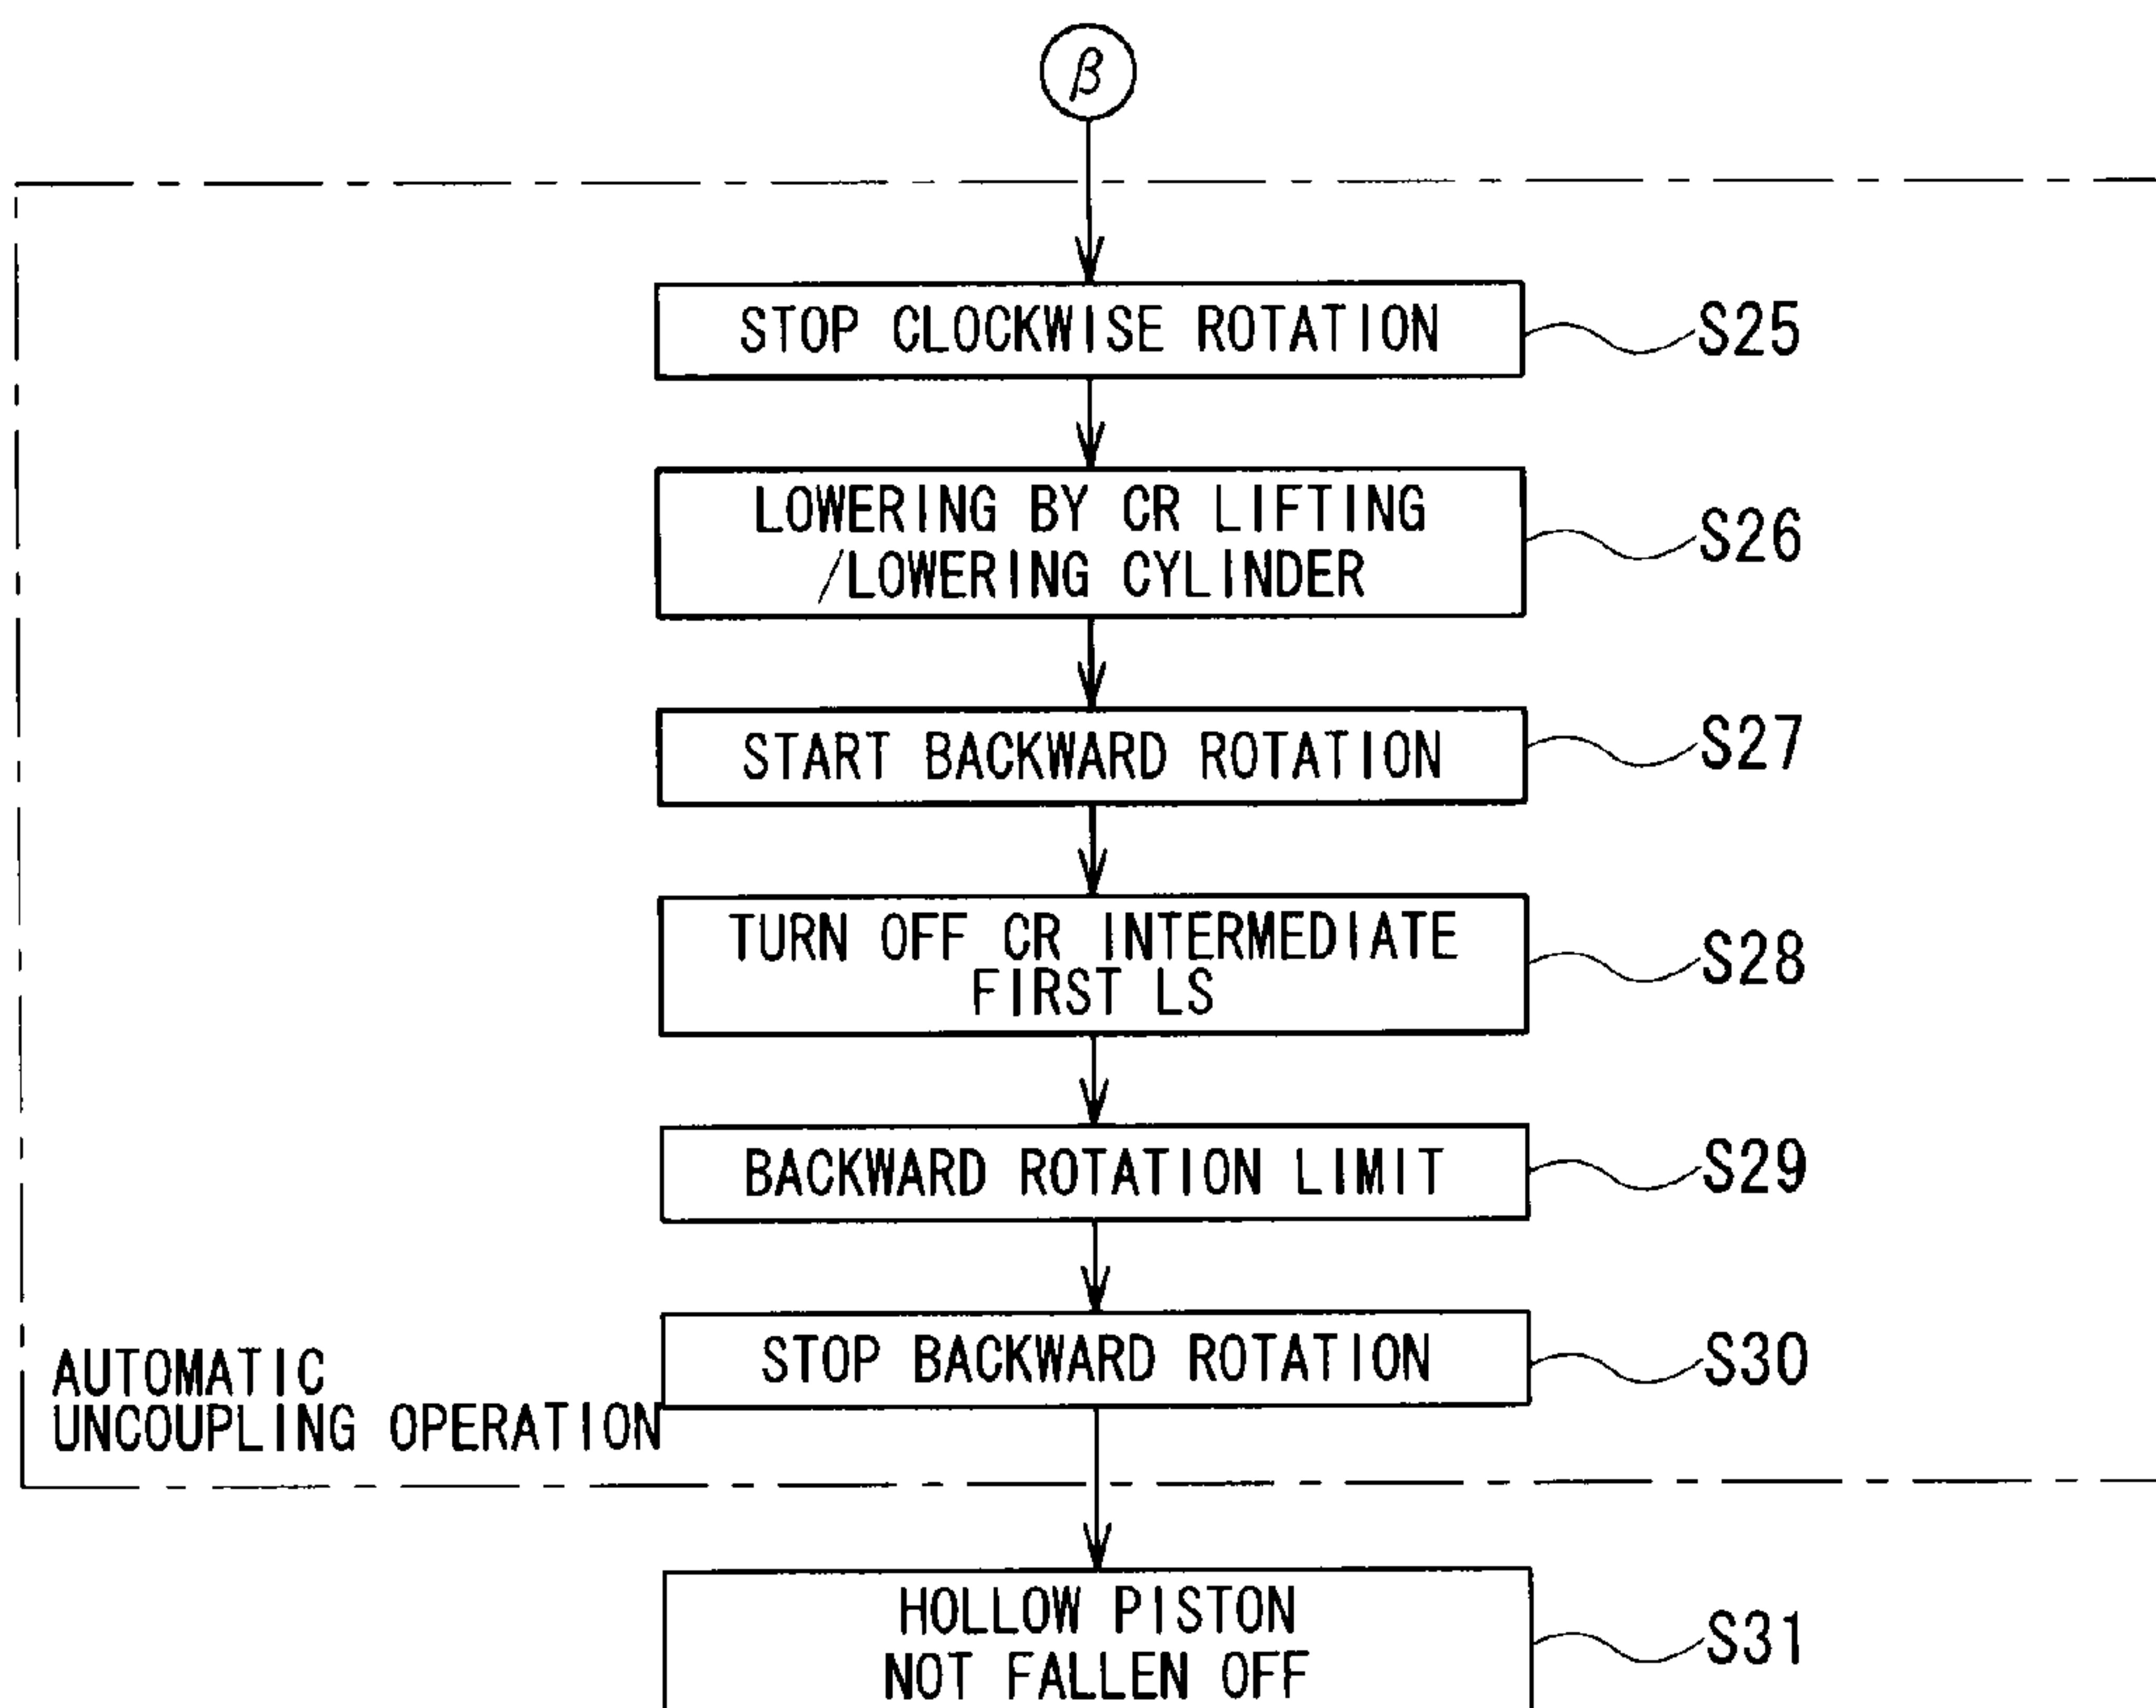 β
STOP CLOCKWISE ROTATION
S25
LOWERING BY CR LIFTING
/LOWERING CYLINDER
S26
START BACKWARD ROTATION
S27
TURN OFF CR INTERMEDIATE
FIRST LS
S28
BACKWARD ROTATION LIMIT
S29
STOP BACKWARD ROTATION
S30
AUTOMATIC
UNCOUPLING OPERATION
HOLLOW PISTON
NOT FALLEN OFF
S31